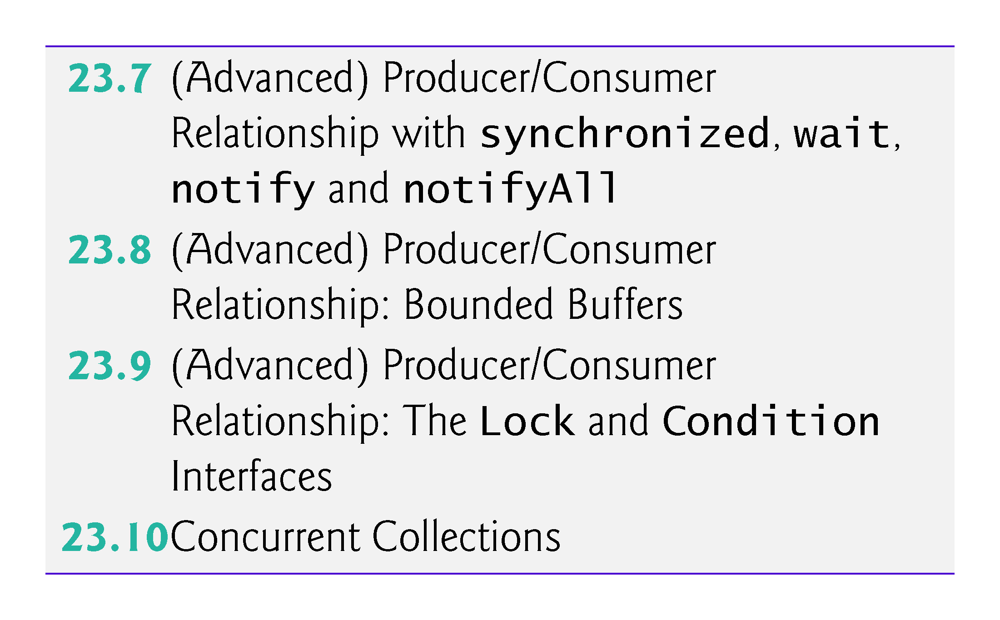 23.7 (Advanced) Producer/Consumer
Relationship with synchronized, wait,
notify and notifyAll
23.8 (Advanced) Producer/Consumer
Relationship: Bounded Buffers
23.9 (Advanced) Producer/Consumer
Relationship: The Lock and Condition
Interfaces
23.10 Concurrent Collections